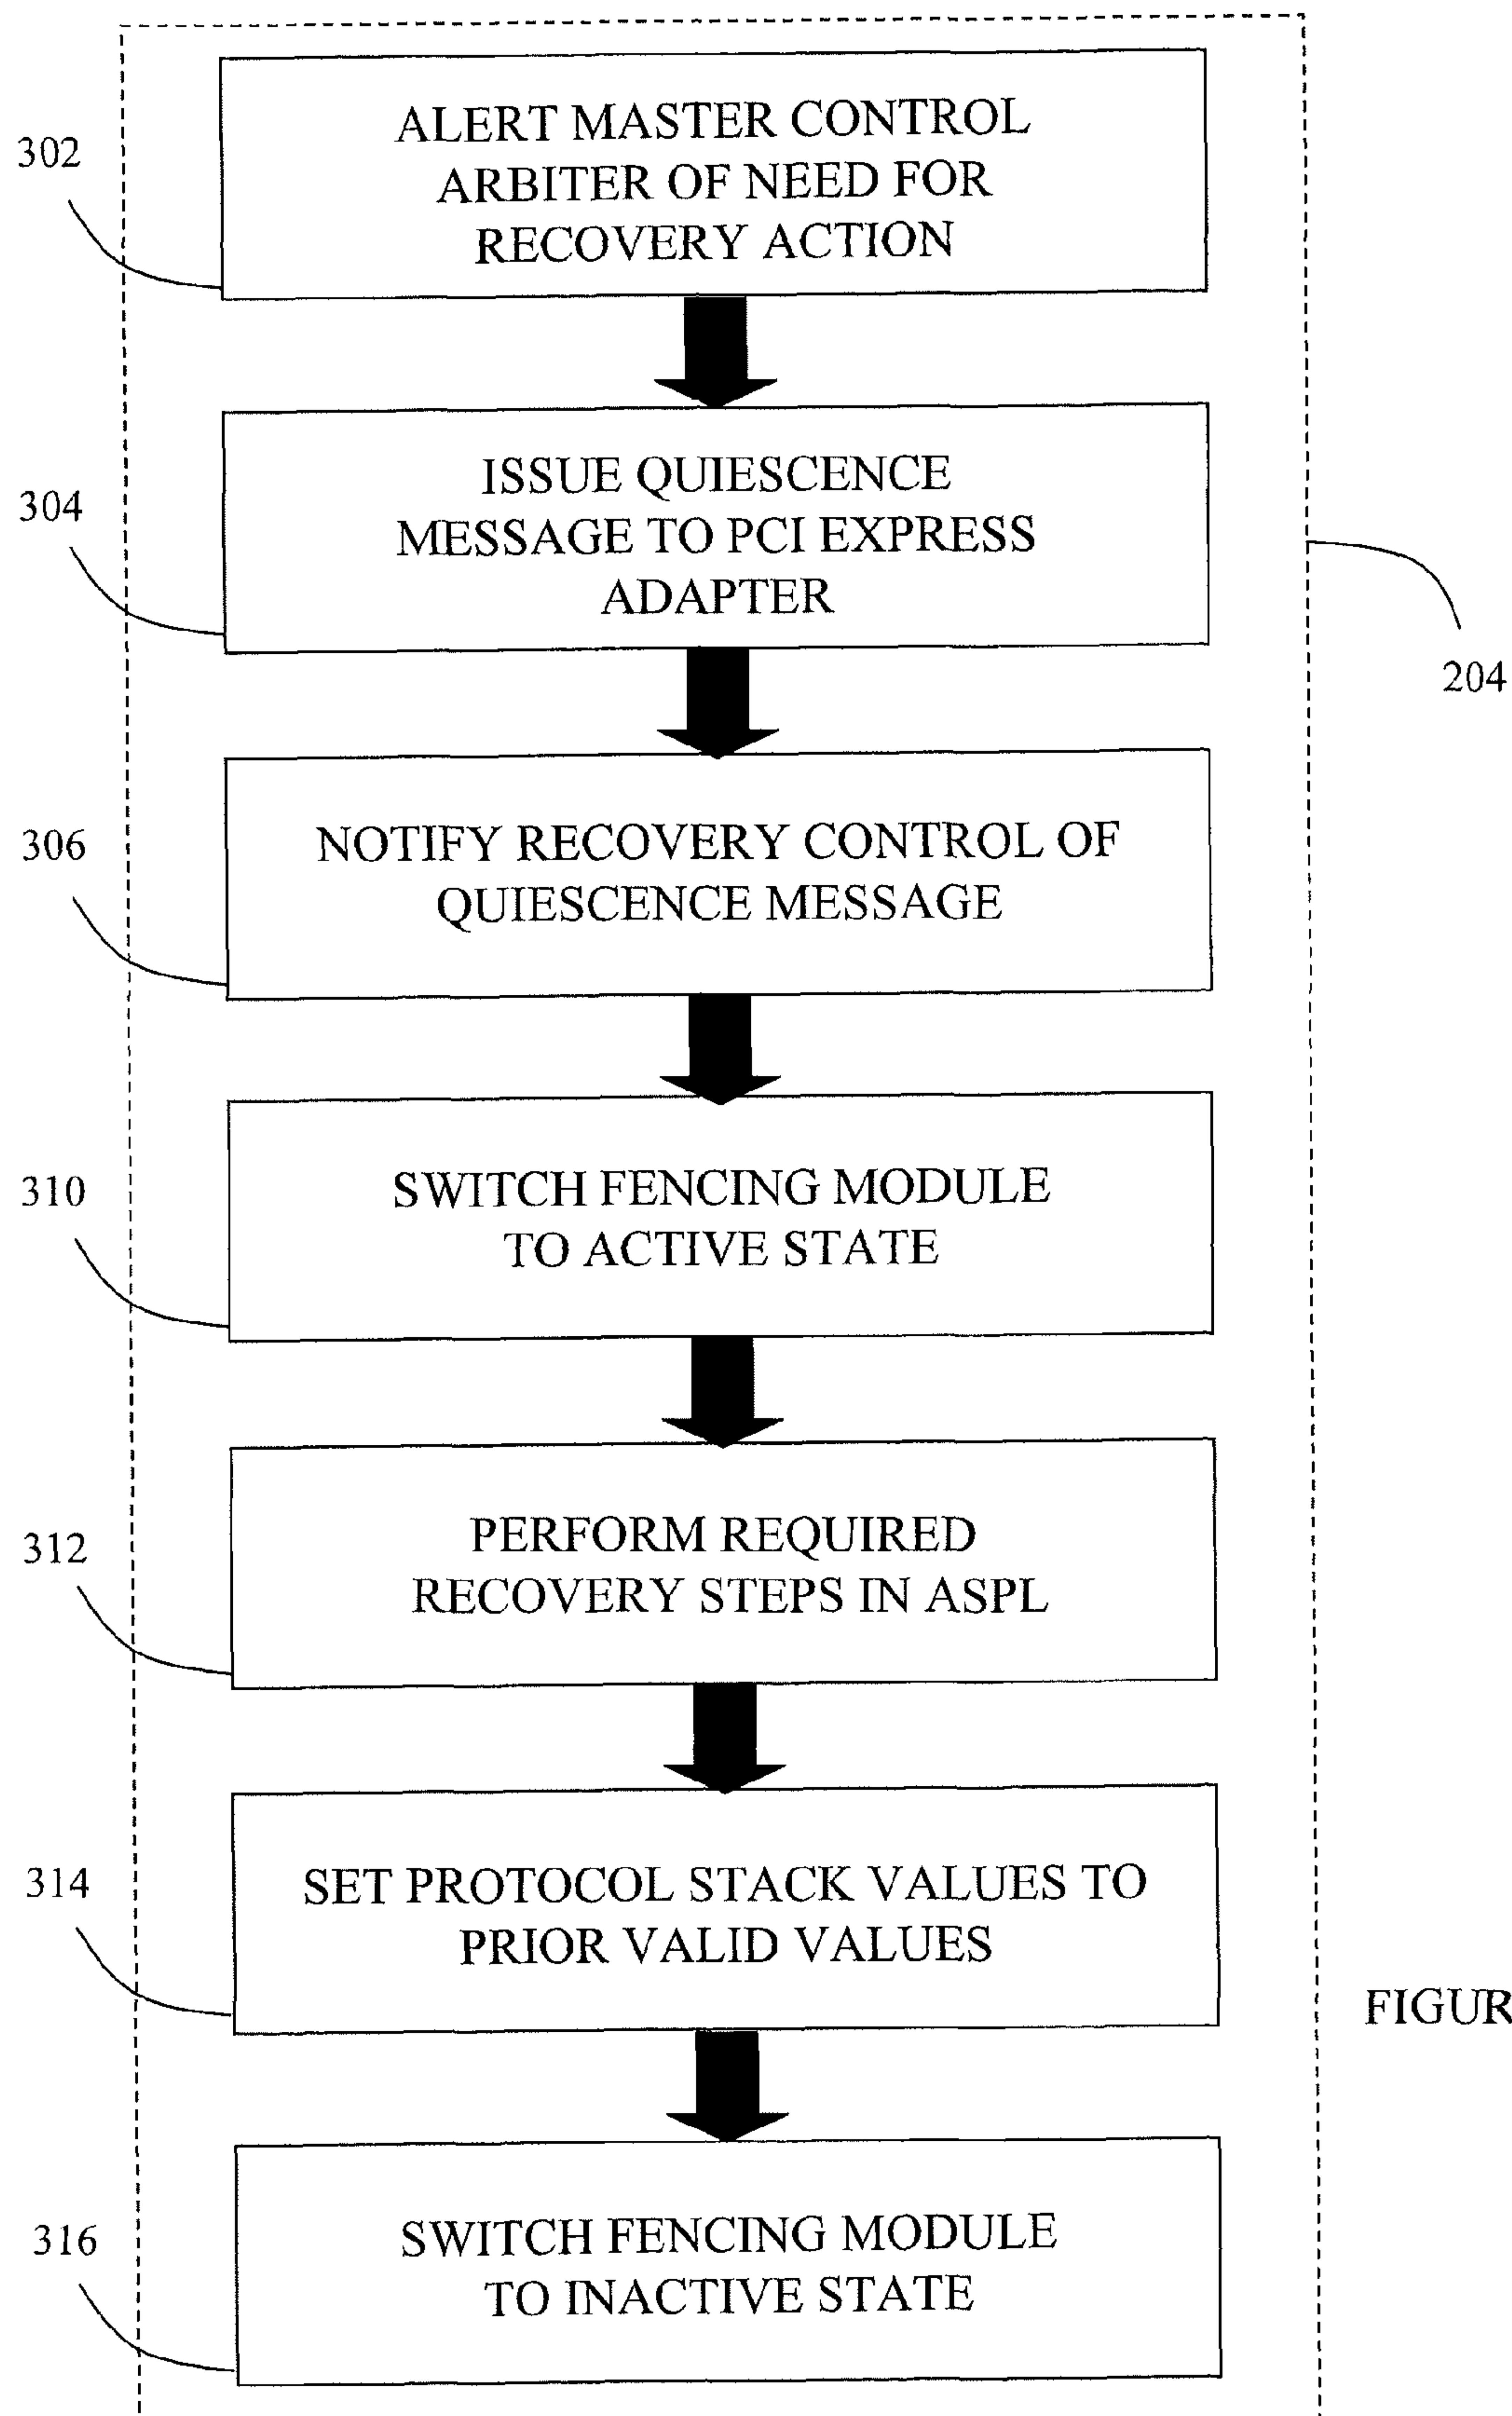 302
ALERT MASTER CONTROL
ARBITER OF NEED FOR
RECOVERY ACTION
304
ISSUE QUIESCENCE
MESSAGE TO PCI EXPRESS
ADAPTER
204
306
NOTIFY RECOVERY CONTROL OF
QUIESCENCE MESSAGE
310
SWITCH FENCING MODULE
TO ACTIVE STATE
312
PERFORM REQUIRED
RECOVERY STEPS IN ASPL
314
SET PROTOCOL STACK VALUES TO
PRIOR VALID VALUES
FIGUR
316
SWITCH FENCING MODULE
TO INACTIVE STATE